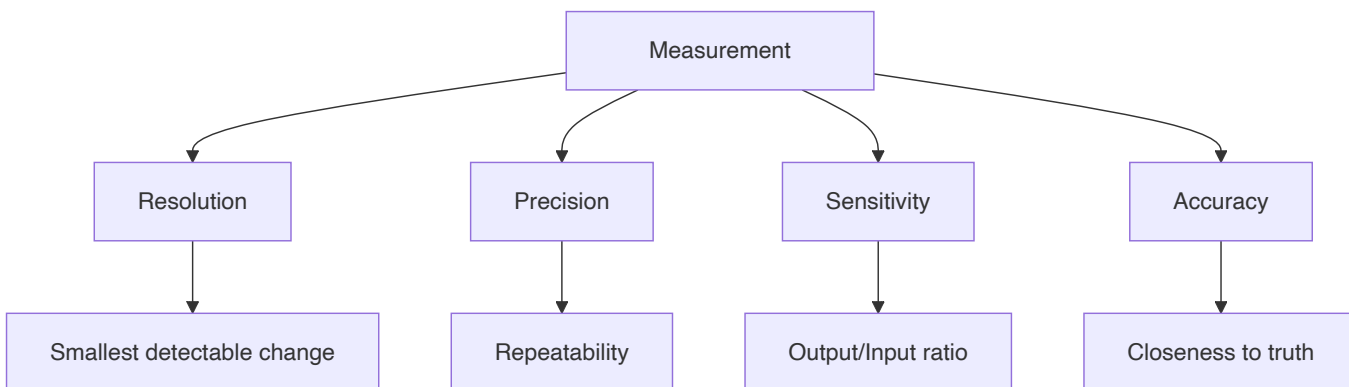 Measurement
Resolution
Precision
Sensitivity
Accuracy
Smallest detectable change
Repeatability
Output/Input ratio
Closeness to truth